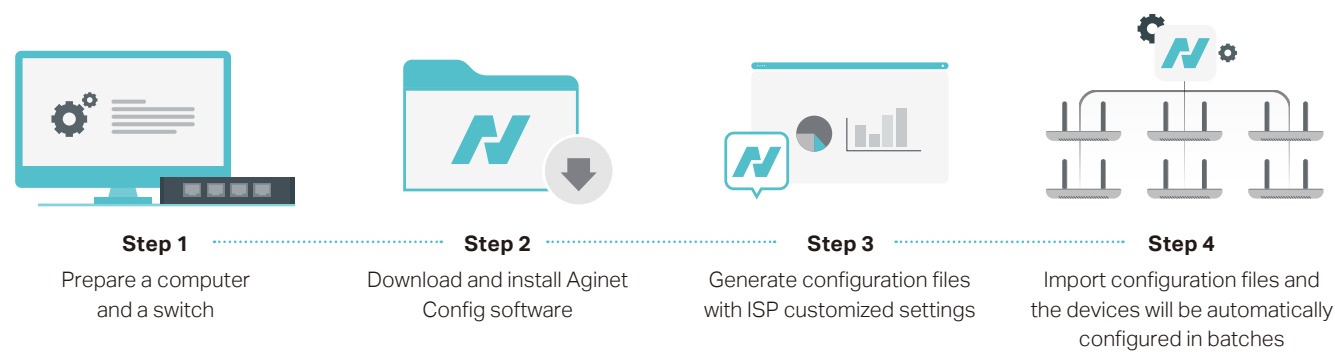 Step 1
Prepare a computer
and a switch
Step 2
Download and install Aginet
Config software
Step 3
Generate configuration files
with ISP customized settings
Step 4
Import configuration files and
the devices will be automatically
configured in batches